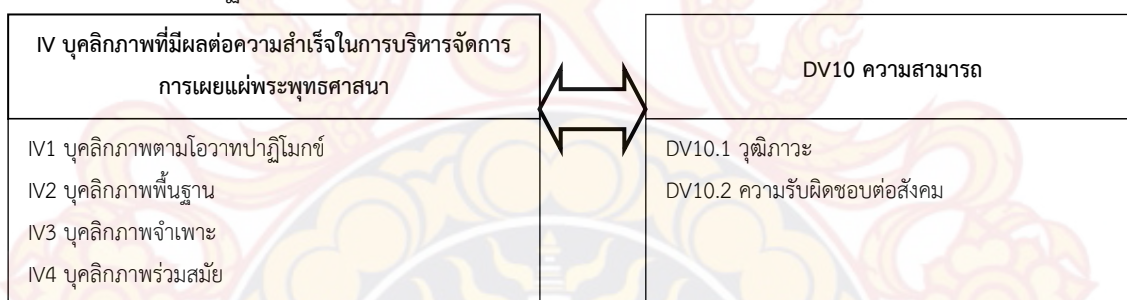 IV บุคลิกภาพที่มีผลต่อความสำเร็จในการบริหารจัดการ
การเผยแผ่พระพุทธศาสนา
DV10 ความสามารถ
IV1 บุคลิกภาพตามโอวาทปาฏิโมกข์
IV2 บุคลิกภาพพื้นฐาน
IV3 บุคลิกภาพจำเพาะ
IV4 บุคลิกภาพร่วมสมัย
DV10.1 วุฒิภาวะ
DV10.2 ความรับผิดชอบต่อสังคม